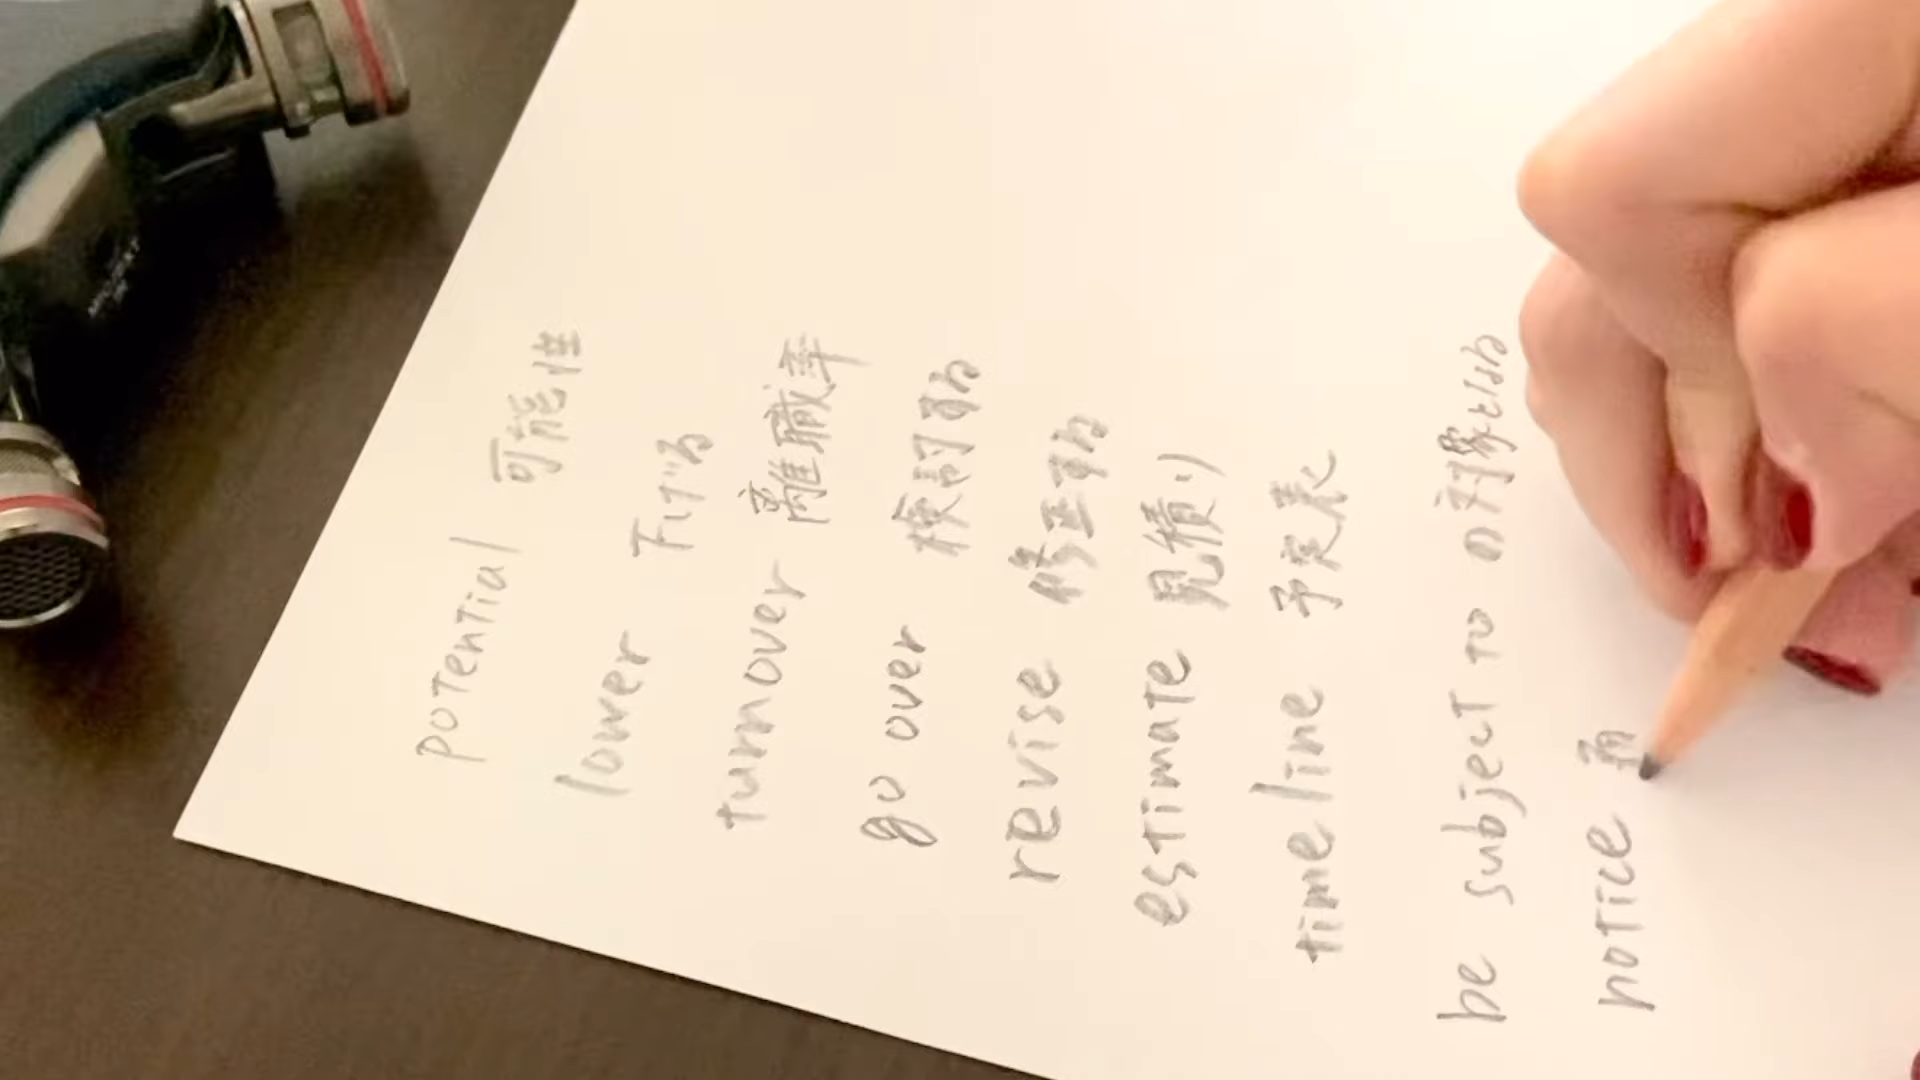 potential 可能性
lower 下げる
turnover 離職率
go over 検討する
revise 修正する
estimate 見積り
timeline 予定表
be subject to の対象となる
notice